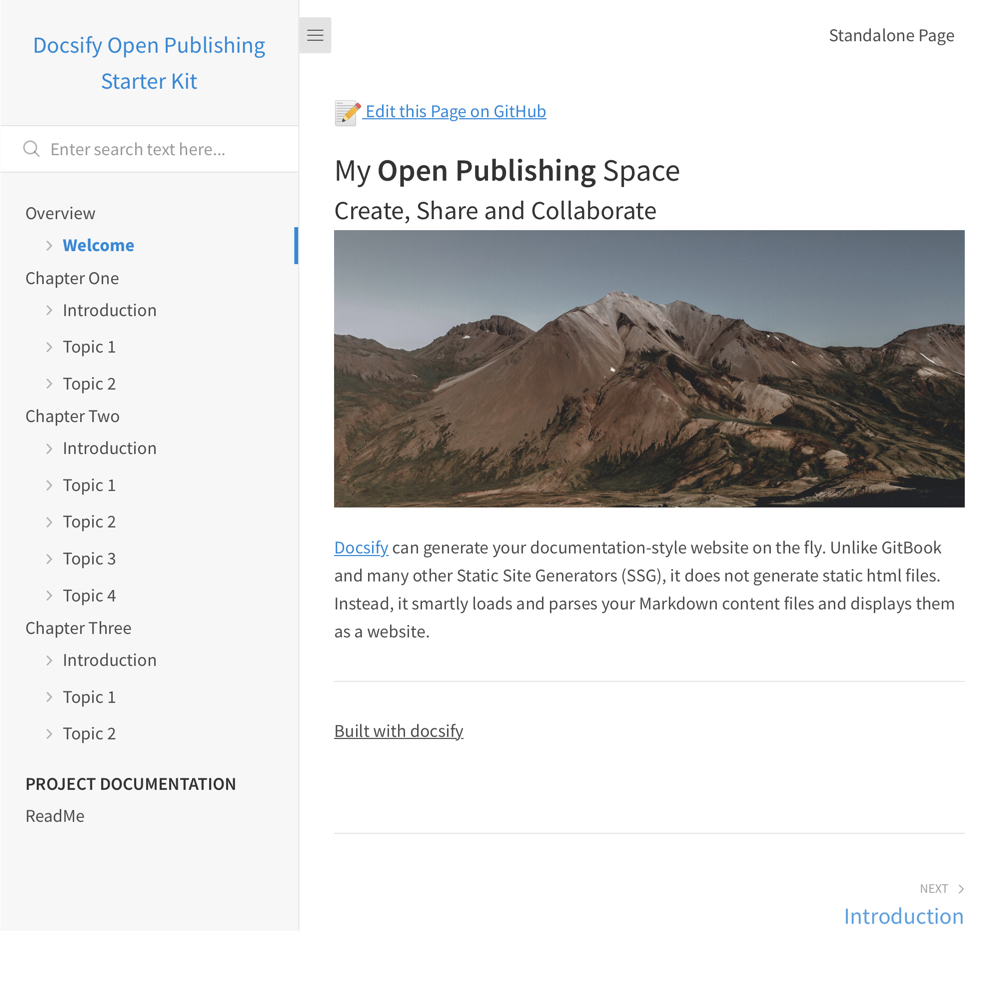 Docsify Open Publishing
Starter Kit
Enter search text here...
Overview
Welcome
Chapter One
Introduction
Topic 1
Topic 2
Chapter Two
Introduction
Topic 1
Topic 2
Topic 3
Topic 4
Chapter Three
Introduction
Topic 1
Topic 2
PROJECT DOCUMENTATION
ReadMe
Standalone Page
Edit this Page on GitHub
My Open Publishing Space
Create, Share and Collaborate
Docsify can generate your documentation-style website on the fly. Unlike GitBook
and many other Static Site Generators (SSG), it does not generate static html files.
Instead, it smartly loads and parses your Markdown content files and displays them
as a website.
Built with docsify
NEXT
Introduction